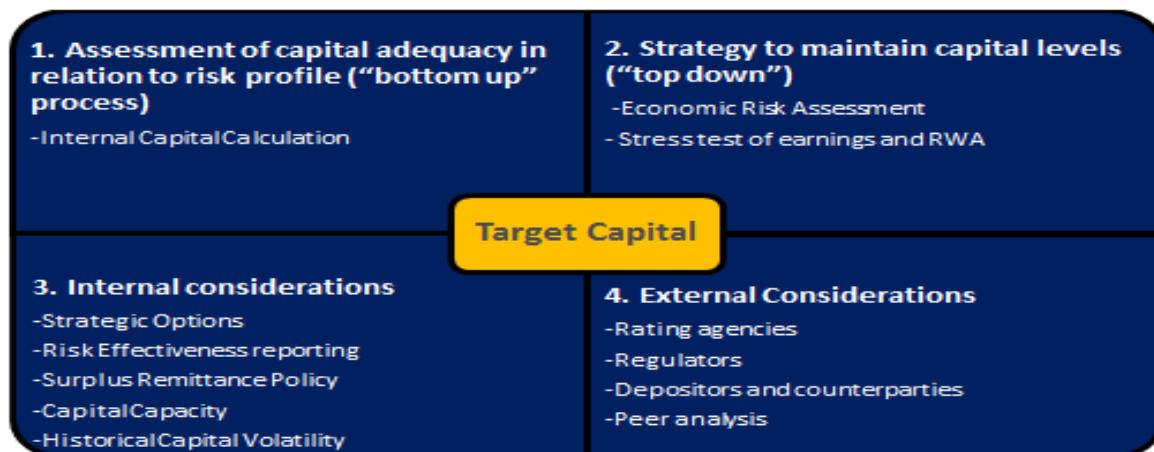 1. Assessment of capital adequacy in
relation to risk profile (“bottom up”
process)
-Internal Capital Calculation
2. Strategy to maintain capital levels
(“top down”)
-Economic Risk Assessment
- Stress test of earnings and RWA
Target Capital
3. Internal considerations
-Strategic Options
-Risk Effectiveness reporting
-Surplus Remittance Policy
-Capital Capacity
-Historical Capital Volatility
4. External Considerations
-Rating agencies
-Regulators
-Depositors and counterparties
-Peer analysis